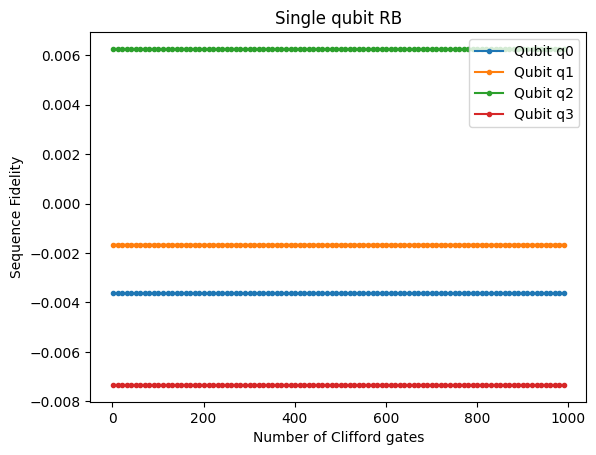 Single qubit RB
Qubit q0
Qubit q1
Qubit q2
Qubit q3
Sequence Fidelity
0.006
0.004
0.002
0.000
−0.002
−0.004
−0.006
−0.008
0 200 400 600 800 1000
Number of Clifford gates